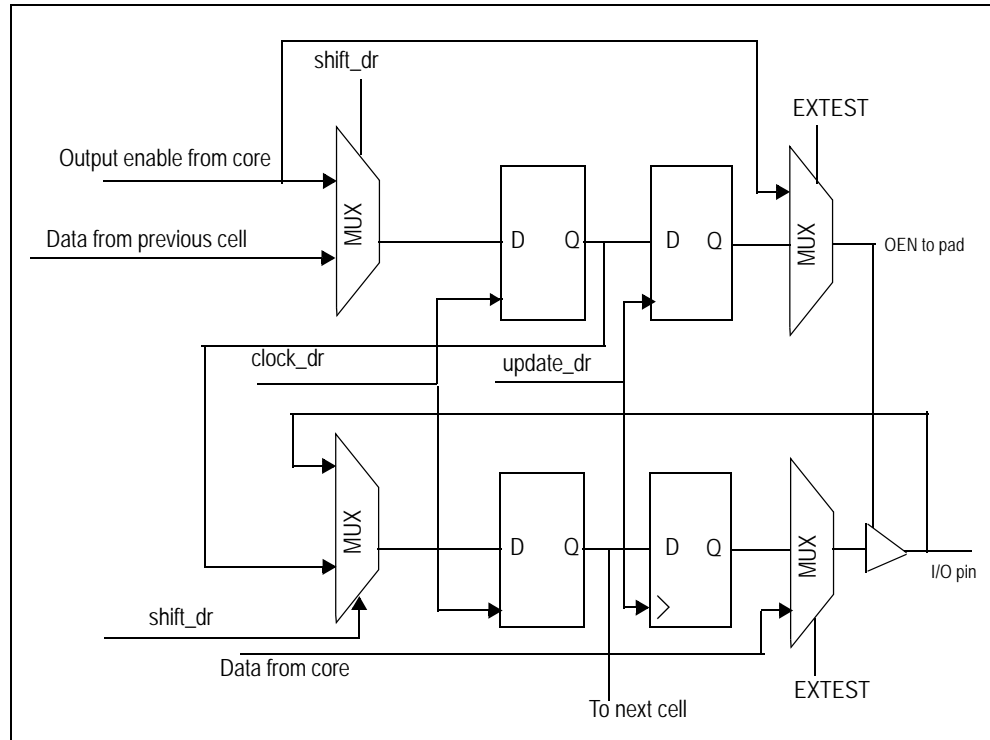 shift_dr
EXTEST
Output enable from core
MUX
MUX
Data from previous cell
D Q
D Q
OEN to pad
clock_dr
update_dr
MUX
MUX
D Q
D Q
I/O pin
shift_dr
Data from core
EXTEST
To next cell